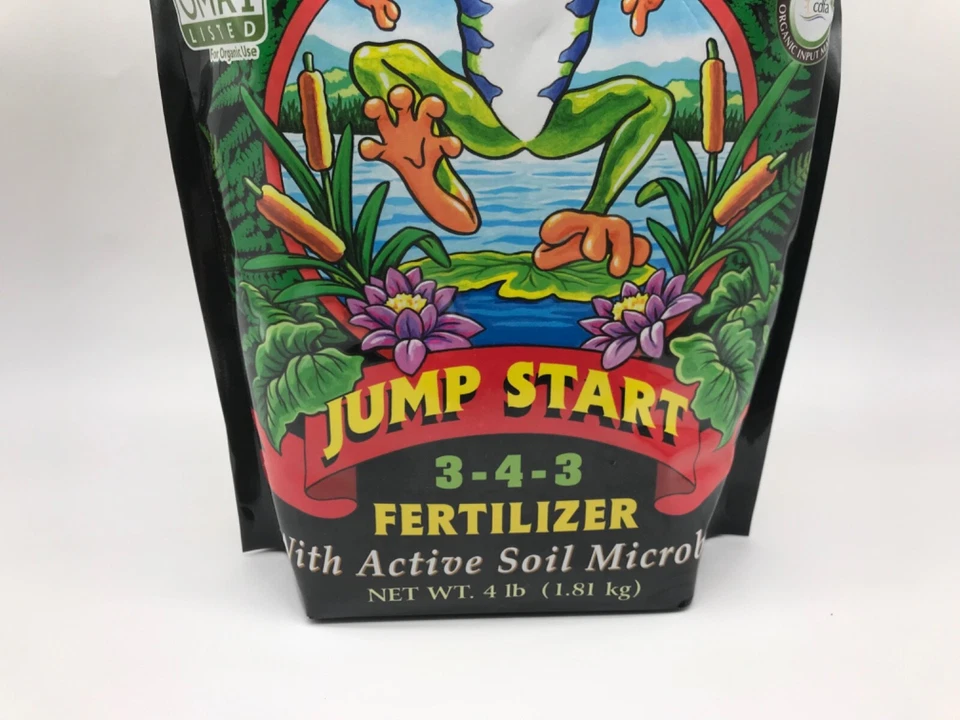 LISTED
For Organic Use
cdfa
ORGANIC INPUT M
JUMP START
3-4-3
FERTILIZER
With Active Soil Microb
NET WT. 4 lb (1.81 kg)